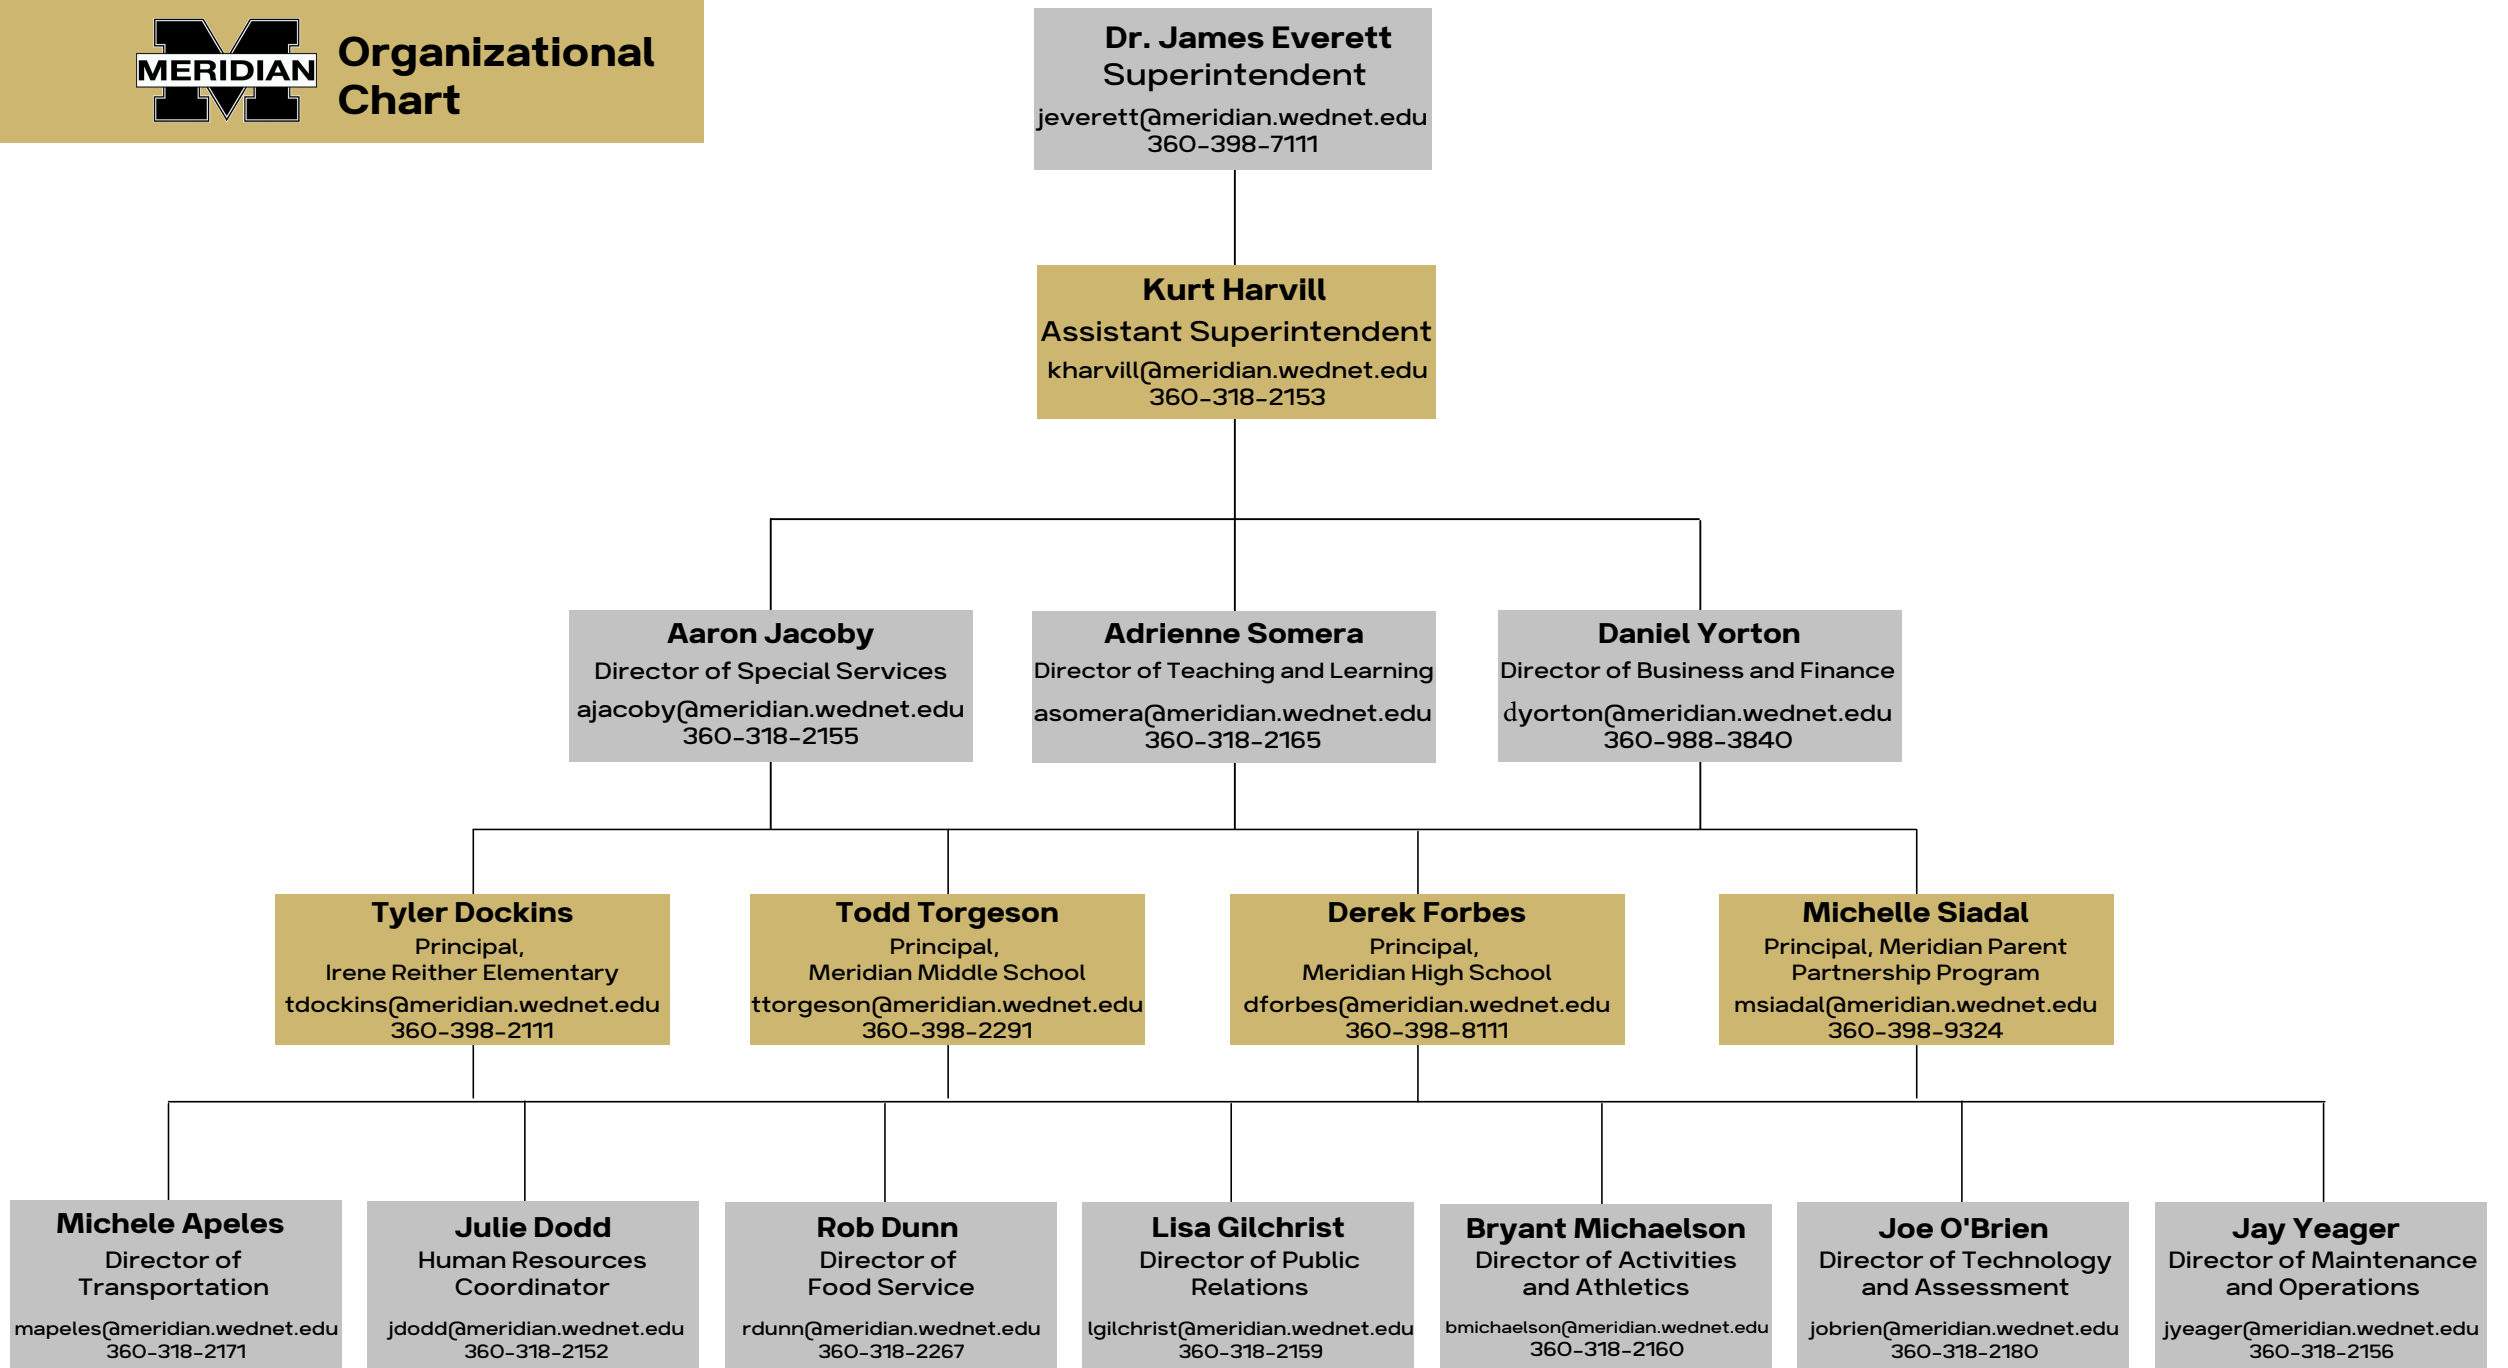 MERIDIAN
Organizational
Chart
Dr. James Everett
Superintendent
jeverett@meridian.wednet.edu
360-398-7111
Kurt Harvill
Assistant Superintendent
kharvill@meridian.wednet.edu
360-318-2153
Aaron Jacoby
Director of Special Services
ajacoby@meridian.wednet.edu
360-318-2155
Adrienne Somera
Director of Teaching and Learning
asomera@meridian.wednet.edu
360-318-2165
Daniel Yorton
Director of Business and Finance
dyorton@meridian.wednet.edu
360-988-3840
Tyler Dockins
Principal,
Irene Reither Elementary
tdockins@meridian.wednet.edu
360-398-2111
Todd Torgeson
Principal,
Meridian Middle School
ttorgeson@meridian.wednet.edu
360-398-2291
Derek Forbes
Principal,
Meridian High School
dforbes@meridian.wednet.edu
360-398-8111
Michelle Siadal
Principal, Meridian Parent
Partnership Program
msiadal@meridian.wednet.edu
360-398-9324
Michele Apeles
Director of
Transportation
mapeles@meridian.wednet.edu
360-318-2171
Julie Dodd
Human Resources
Coordinator
jdodd@meridian.wednet.edu
360-318-2152
Rob Dunn
Director of
Food Service
rdunn@meridian.wednet.edu
360-318-2267
Lisa Gilchrist
Director of Public
Relations
lgilchrist@meridian.wednet.edu
360-318-2159
Bryant Michaelson
Director of Activities
and Athletics
bmichaelson@meridian.wednet.edu
360-318-2160
Joe O'Brien
Director of Technology
and Assessment
jobrien@meridian.wednet.edu
360-318-2180
Jay Yeager
Director of Maintenance
and Operations
jyeager@meridian.wednet.edu
360-318-2156